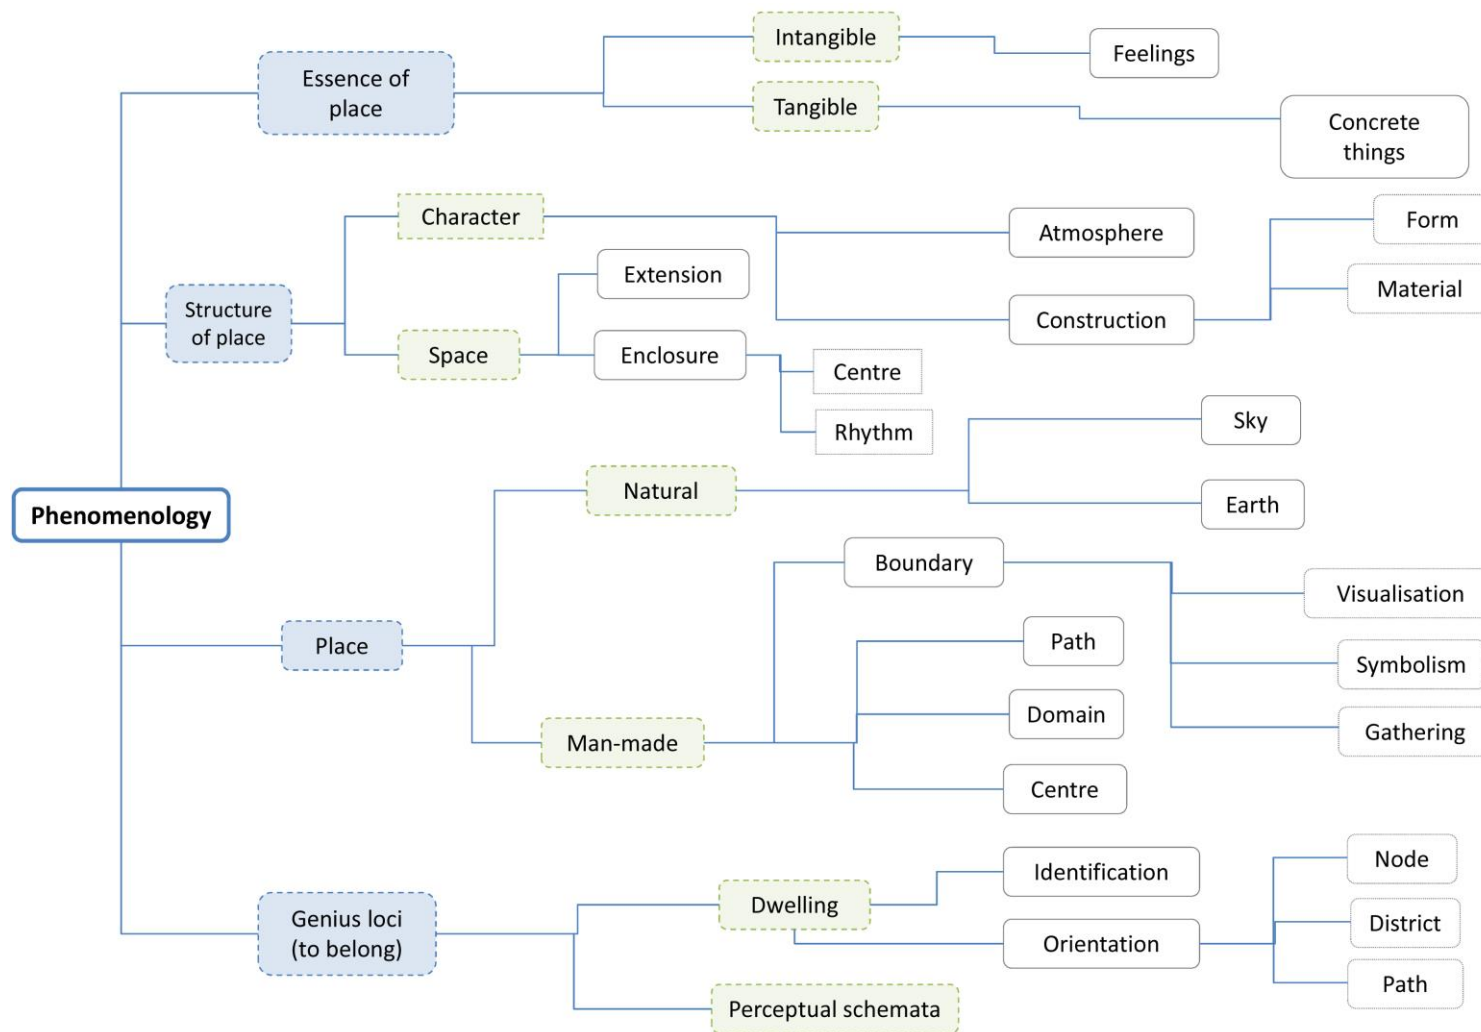 Intangible
Feelings
Essence of
place
Tangible
Concrete
things
Character
Atmosphere
Form
Extension
Structure
of place
Construction
Material
Space
Enclosure
Centre
Rhythm
Sky
Natural
Earth
Phenomenology
Boundary
Visualisation
Path
Place
Symbolism
Domain
Man-made
Gathering
Centre
Node
Identification
Dwelling
Genius loci
(to belong)
District
Orientation
Path
Perceptual schemata